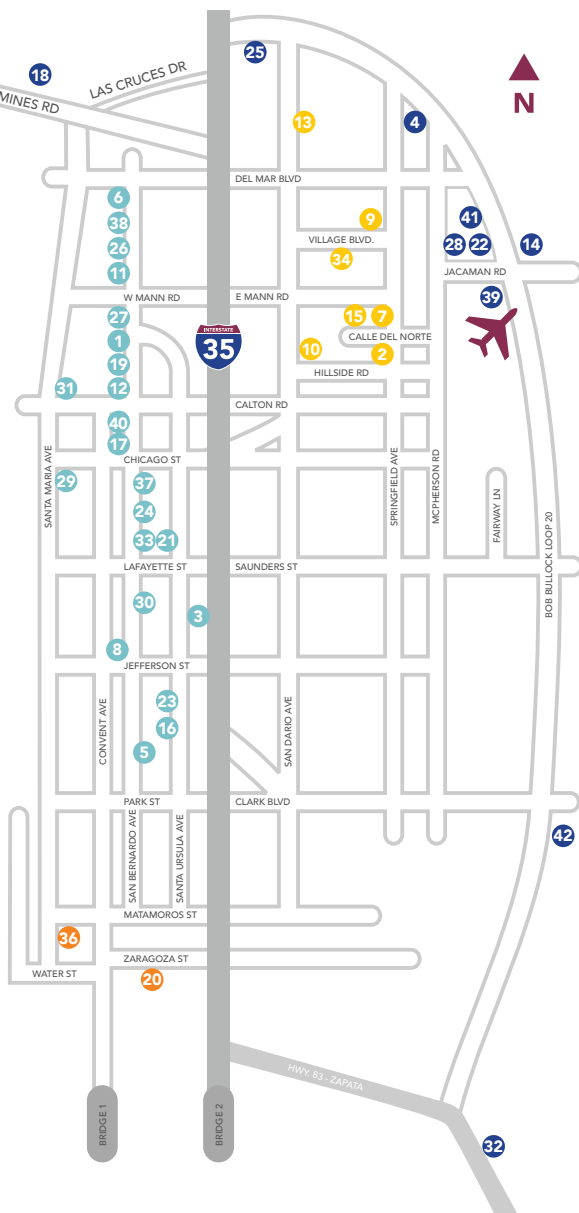 25
18
LAS CRUCES DR
MINES RD
N
13
4
DEL MAR BLVD
6
38
9
41
26
VILLAGE BLVD.
28
22
14
34
11
JACAMAN RD
W MANN RD
E MANN RD
39
27
15
7
INTERSTATE
35
1
CALLE DEL NORTE
10
2
19
HILLSIDE RD
31
12
CALTON RD
40
17
CHICAGO ST
SANTA MARIA AVE
29
37
SPRINGFIELD AVE
MCPHERSON RD
FAIRWAY LN
24
33
21
BOB BULLOCK LOOP 20
LAFAYETTE ST
SAUNDERS ST
30
3
8
JEFFERSON ST
CONVENT AVE
23
16
SAN DARIO AVE
5
PARK ST
CLARK BLVD
SAN BERNARDO AVE
SANTA URSULA AVE
42
MATAMOROS ST
36
ZARAGOZA ST
WATER ST
20
HWY. 83 - ZAPATA
BRIDGE 1
BRIDGE 2
32